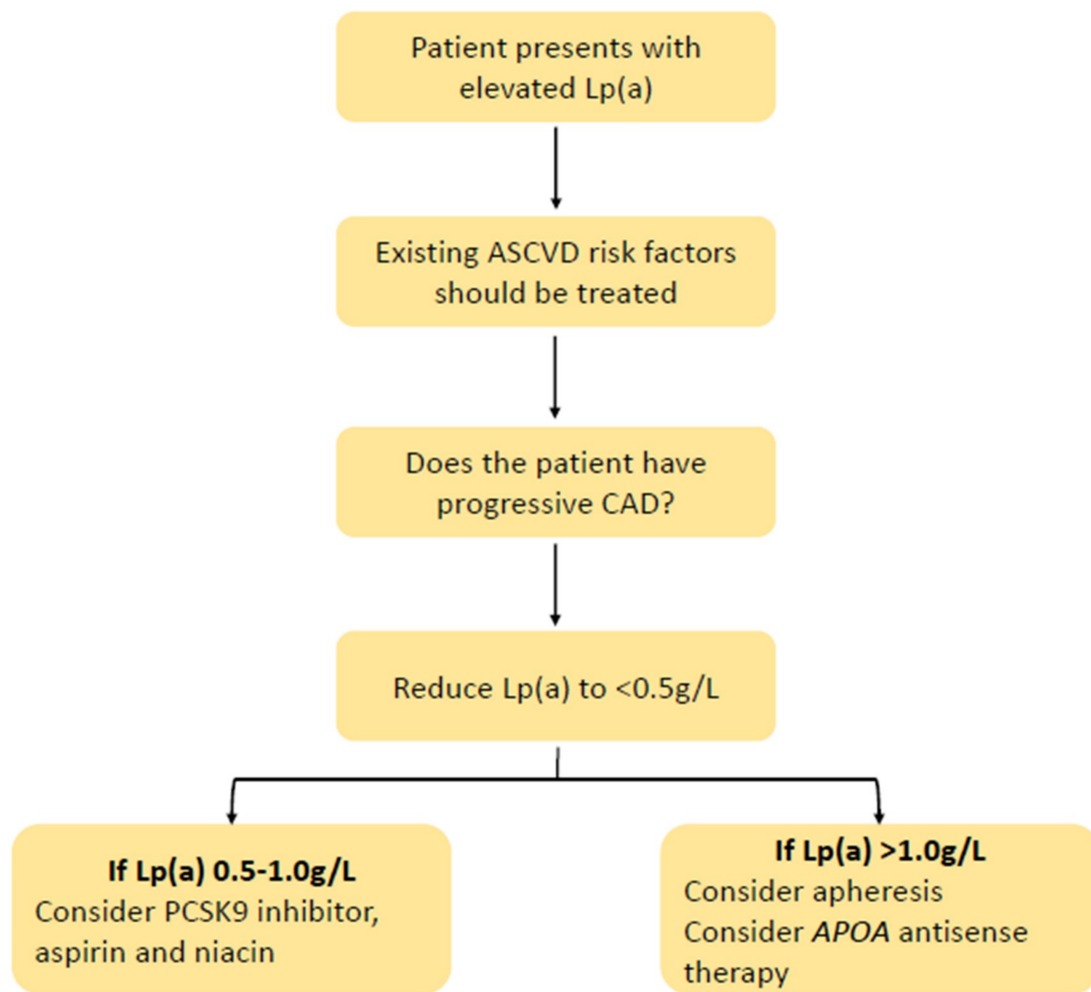 Patient presents with
elevated Lp(a)
Existing ASCVD risk factors
should be treated
Does the patient have
progressive CAD?
Reduce Lp(a) to <0.5g/L
If Lp(a) 0.5-1.0g/L
Consider PCSK9 inhibitor,
aspirin and niacin
If Lp(a) >1.0g/L
Consider apheresis
Consider APOA antisense
therapy